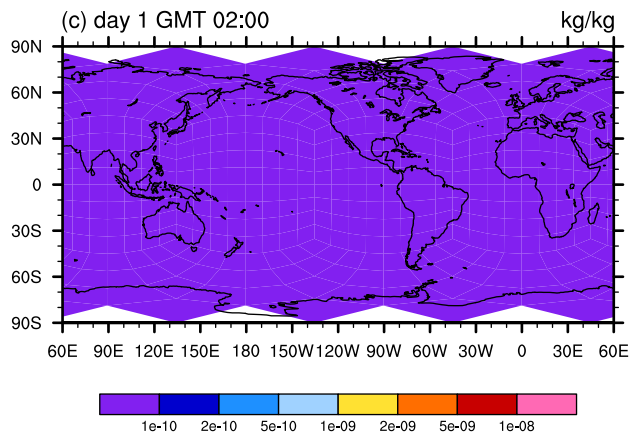 (c) day 1 GMT 02:00 kg/kg
90N
60N
30N
0
30S
60S
90S
60E 90E 120E 150E 180 150W 120W 90W 60W 30W 0 30E 60E
1e-10 2e-10 5e-10 1e-09 2e-09 5e-09 1e-08